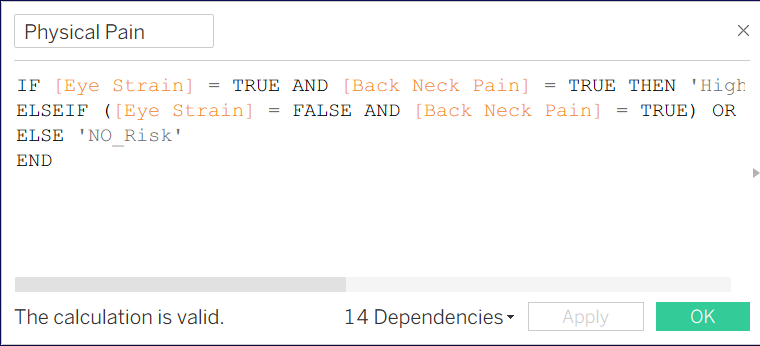 Physical Pain
IF [Eye Strain] = TRUE AND [Back Neck Pain] = TRUE THEN 'High
ELSEIF ([Eye Strain] = FALSE AND [Back Neck Pain] = TRUE) OR
ELSE 'NO_Risk'
END
The calculation is valid. 14 Dependencies Apply OK